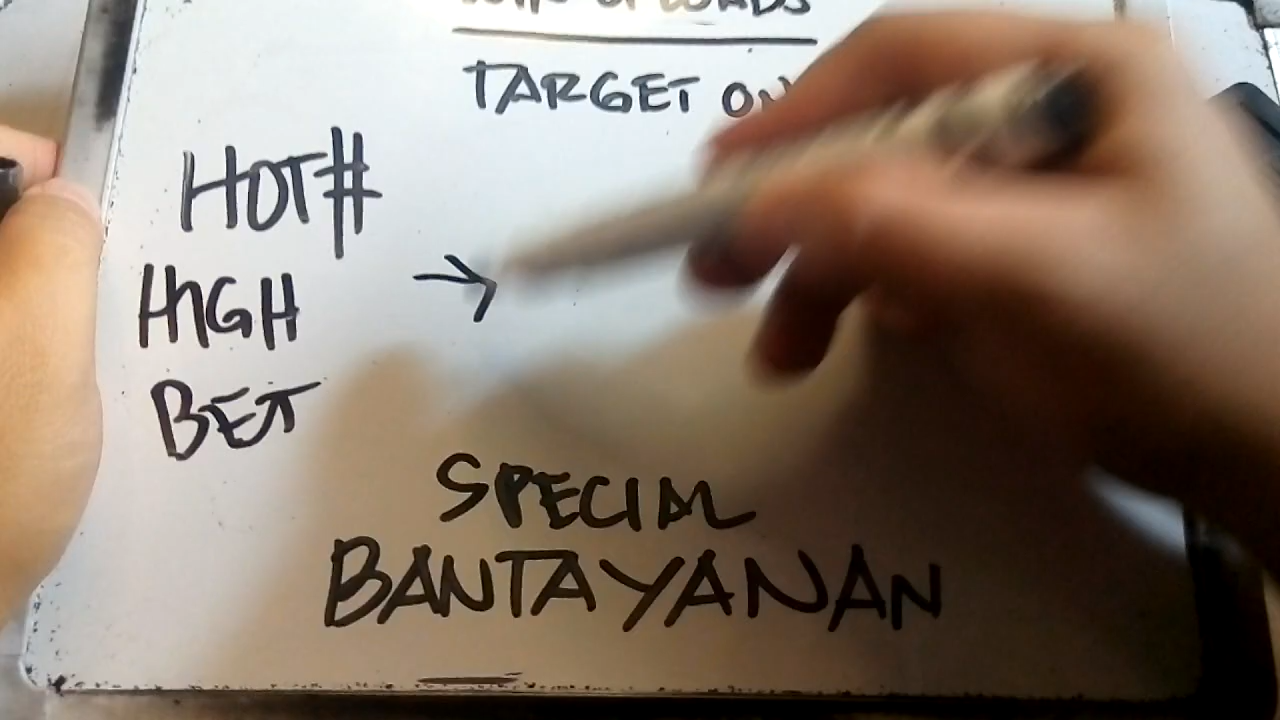 TARGET ON
HOT#
HIGH
BET
SPECIAL
BANTAYANAN